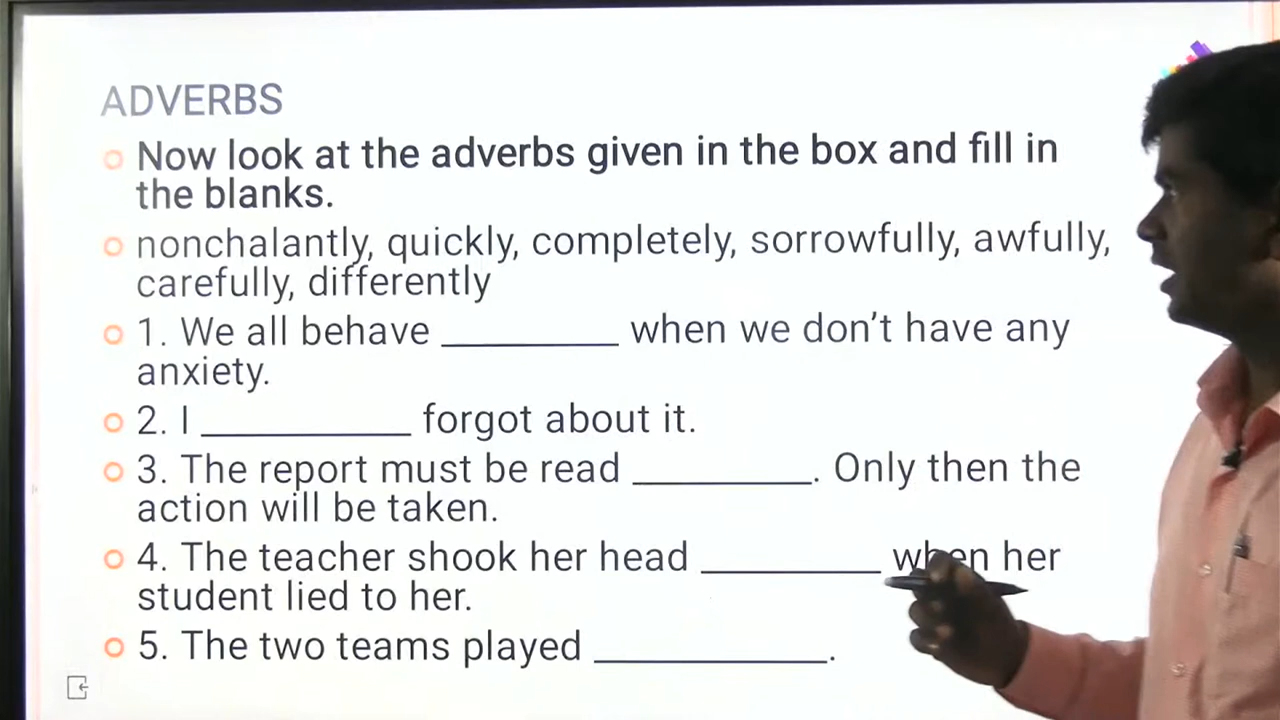 ADVERBS
Now look at the adverbs given in the box and fill in
the blanks.
nonchalantly, quickly, completely, sorrowfully, awfully,
carefully, differently
1. We all behave _________ when we don't have any
anxiety.
2. I __________ forgot about it.
3. The report must be read _________. Only then the
action will be taken.
4. The teacher shook her head _________ when her
student lied to her.
5. The two teams played ____________.